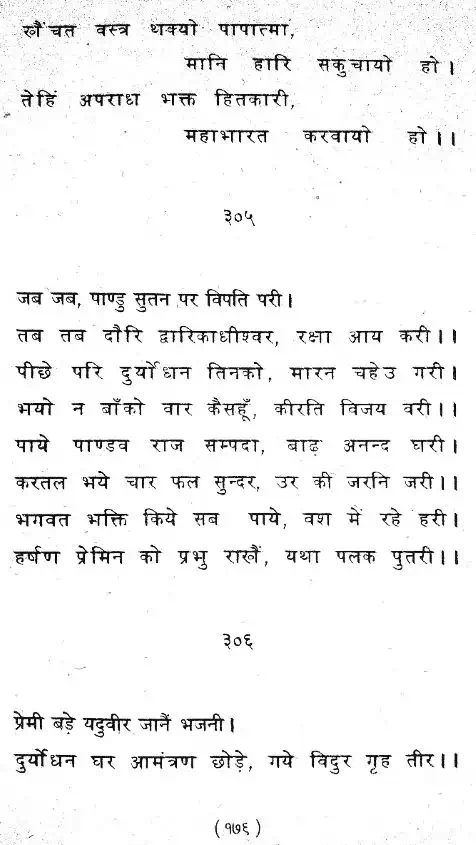 खैंचत वस्त्र थक्यो पापात्मा,
मानि हारि सकुचायो हो।
तेहिं अपराध भक्त हितकारी,
महाभारत करवायो हो।।
३०५
जब जब, पाण्डु सुतन पर विपति परी।
तब तब दौरि द्वारिकाधीश्वर, रक्षा आय करी।।
पीछे परि दुर्योधन तिनको, मारन चहेउ गरी।
भयो न बाँको वार कैसहूँ, कीरति विजय वरी।।
पाये पाण्डव राज सम्पदा, बाढ़ अनन्द घरी।
करतल भये चार फल सुन्दर, उर की जरनि जरी।।
भगवत भक्ति किये सब पाये, वश में रहे हरी।
हर्षण प्रेमिन को प्रभु राखैं, यथा पलक पुतरी।।
३०६
प्रेमी बड़े यदुवीर जानैं भजनी।
दुर्योधन घर आमंत्रण छोड़े, गये विदुर गृह तीर।।
(१७६)